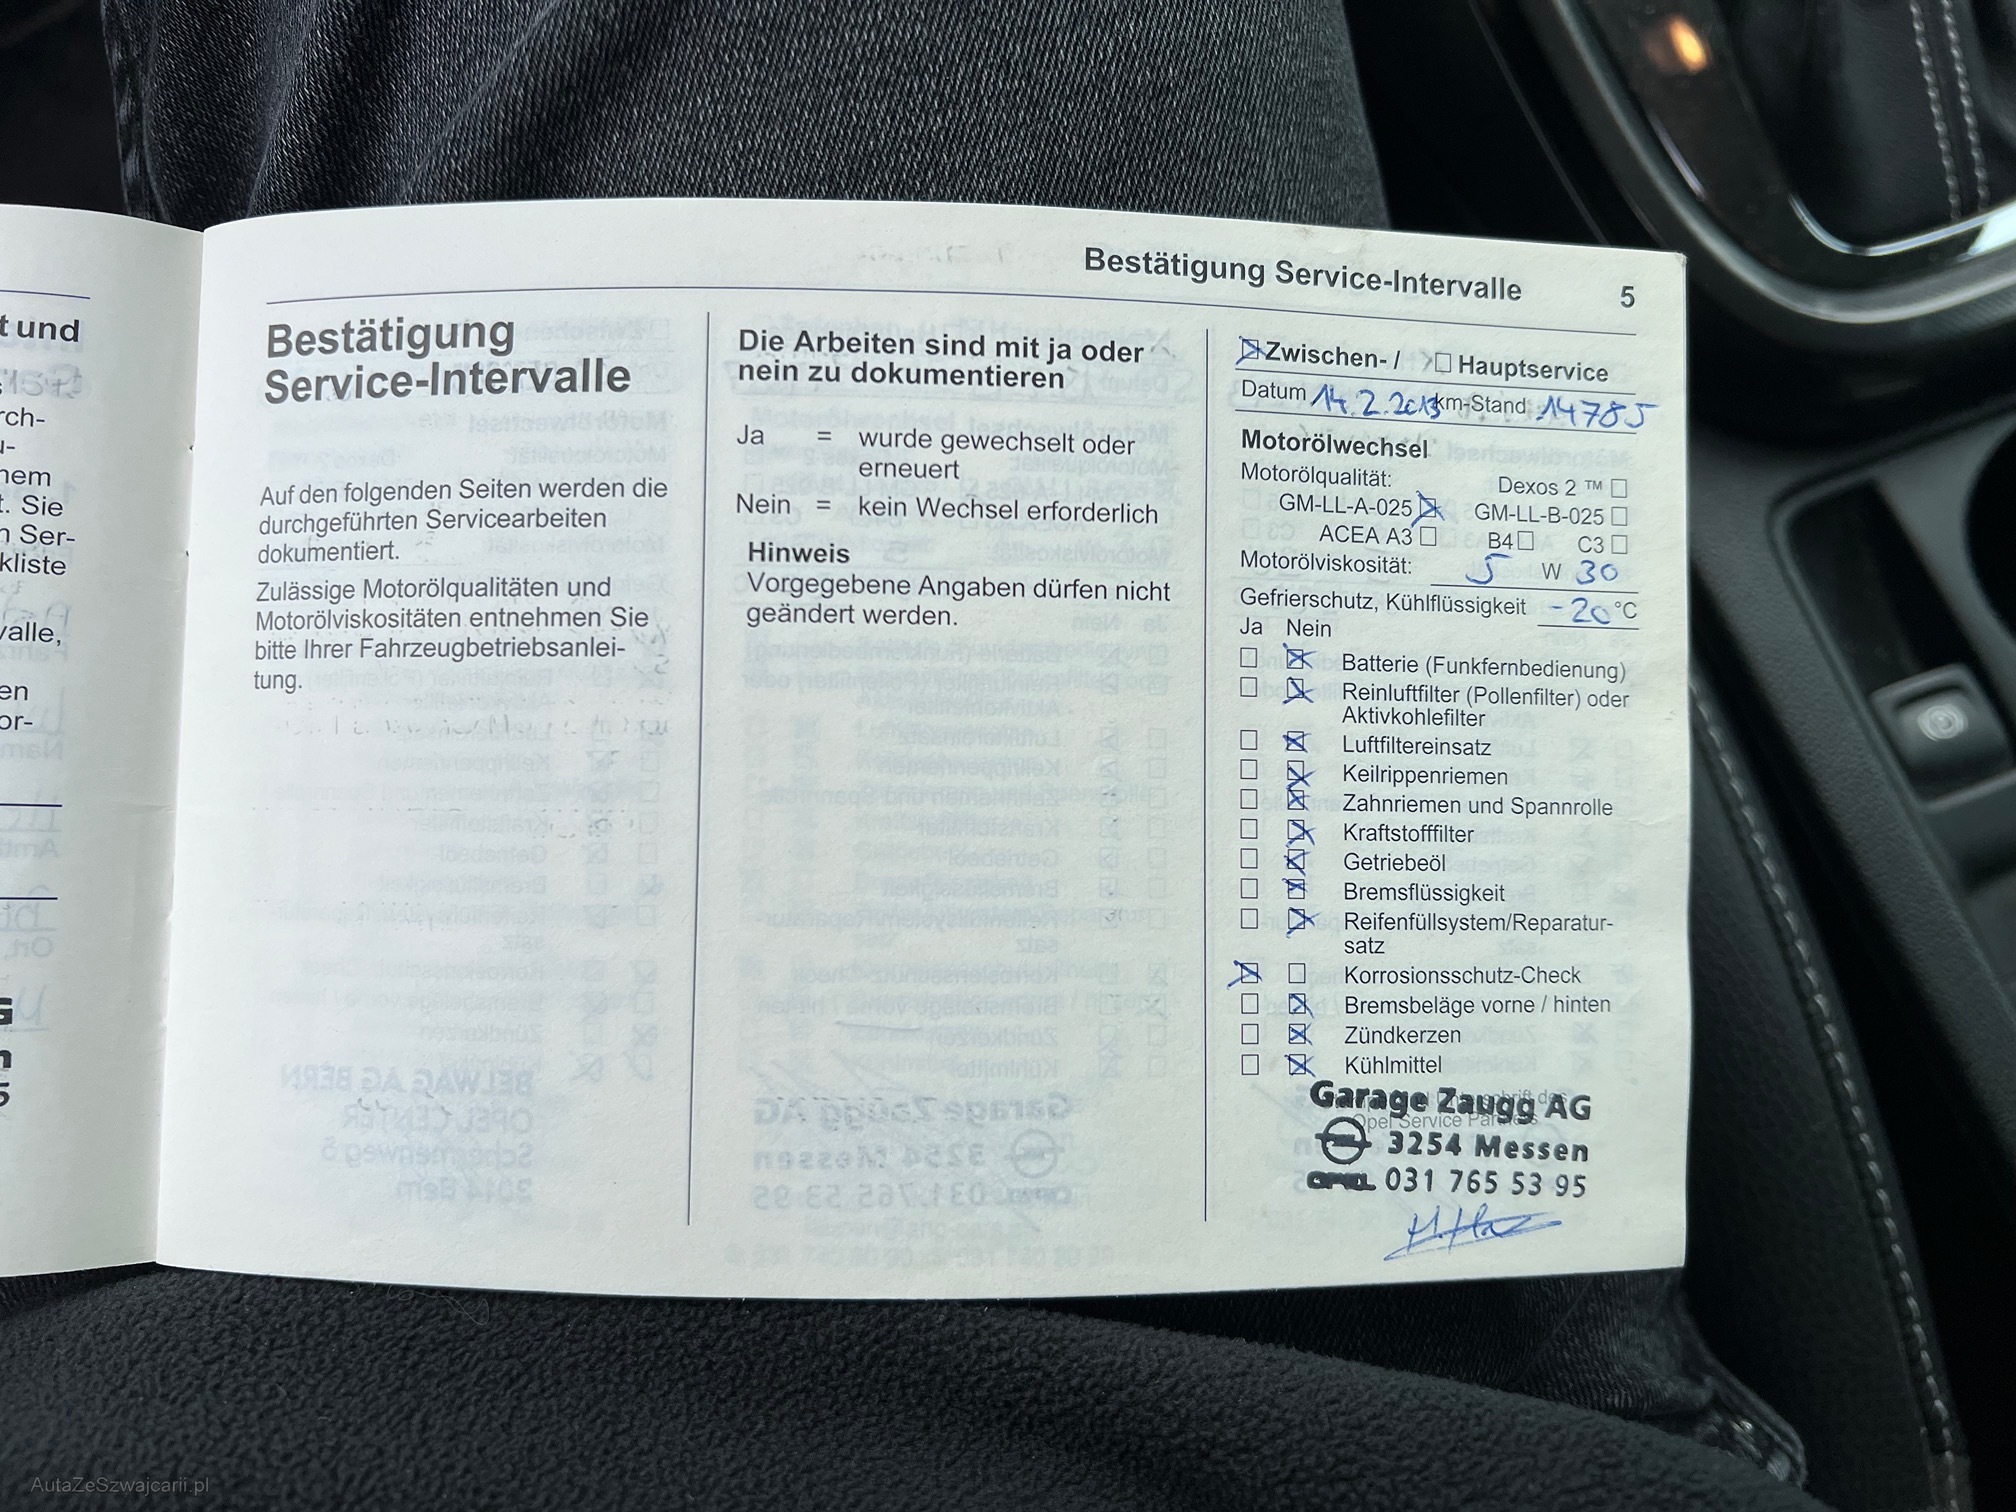 t und
rch-
u-
nem
t. Sie
n Ser-
kliste
valle,
en
or-
G
n
5
Bestätigung Service-Intervalle 5
Bestätigung
Service-Intervalle
Auf den folgenden Seiten werden die
durchgeführten Servicearbeiten
dokumentiert.
Zulässige Motorölqualitäten und
Motorölviskositäten entnehmen Sie
bitte Ihrer Fahrzeugbetriebsanlei-
tung.
Die Arbeiten sind mit ja oder
nein zu dokumentieren
Ja = wurde gewechselt oder
erneuert
Nein = kein Wechsel erforderlich
Hinweis
Vorgegebene Angaben dürfen nicht
geändert werden.
Zwischen- / Hauptservice
Datum 14.2.2013 km-Stand 14785
Motorölwechsel
Motorölqualität: Dexos 2 ™
GM-LL-A-025 GM-LL-B-025
ACEA A3 B4 C3
Motorölviskosität: 5 W 30
Gefrierschutz, Kühlflüssigkeit -20 °C
Ja Nein
Batterie (Funkfernbedienung)
Reinluftfilter (Pollenfilter) oder
Aktivkohlefilter
Luftfiltereinsatz
Keilrippenriemen
Zahnriemen und Spannrolle
Kraftstofffilter
Getriebeöl
Bremsflüssigkeit
Reifenfüllsystem/Reparatur-
satz
Korrosionsschutz-Check
Bremsbeläge vorne / hinten
Zündkerzen
Kühlmittel
Garage Zaugg AG
Opel Service Partners
3254 Messen
OPEL 031 765 53 95
AutaZeSzwajcarii.pl